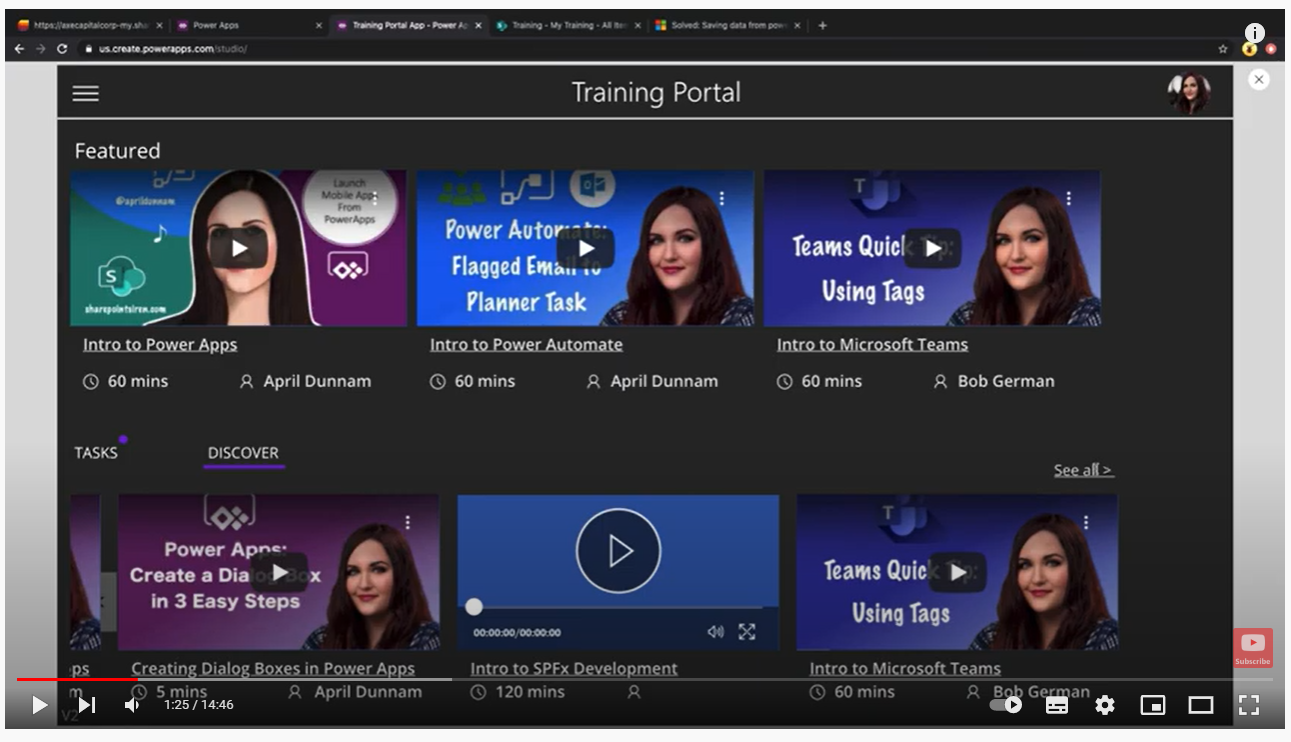 https://axecapitalcorp-my.sha
Power Apps
Training Portal App - Power Ap
Training - My Training - All Iter
Solved: Saving data from powe
us.create.powerapps.com/studio/
Training Portal
Featured
@aprildunnam
Launch
Mobile Apps
From
PowerApps
S
sharepointsiren.com
Power Automate:
Flagged Email to
Planner Task
T
Teams Quick Tip:
Using Tags
Intro to Power Apps
Intro to Power Automate
Intro to Microsoft Teams
60 mins
April Dunnam
60 mins
April Dunnam
60 mins
Bob German
TASKS
DISCOVER
See all >
Power Apps:
Create a Dialog Box
in 3 Easy Steps
00:00:00/00:00:00
T
Teams Quick Tip:
Using Tags
ps
Creating Dialog Boxes in Power Apps
Intro to SPFx Development
Intro to Microsoft Teams
m
5 mins
April Dunnam
120 mins
60 mins
Bob German
Subscribe
1:25 / 14:46
V2